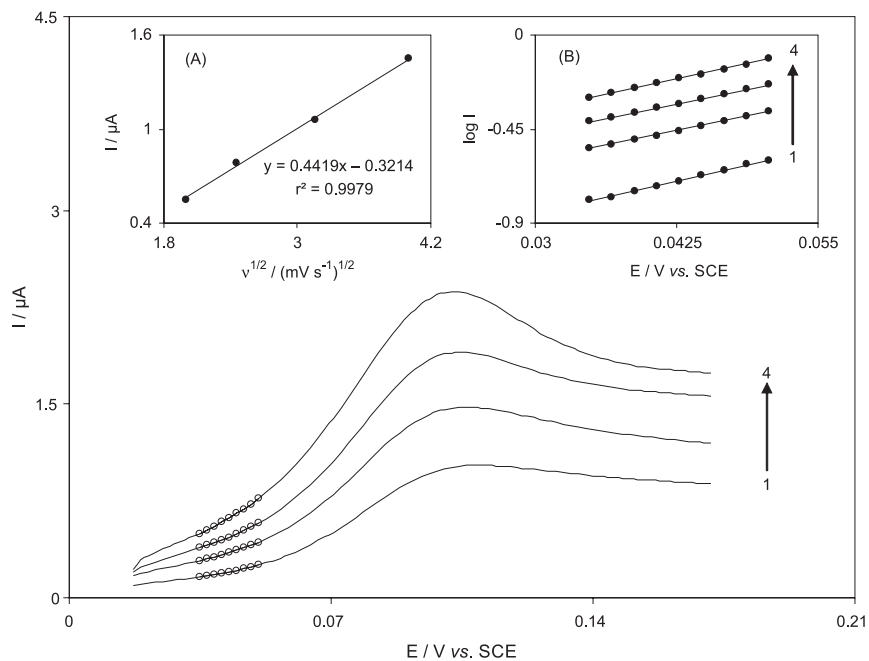 4.5
3
1.5
0
I / µA
0
0.07
0.14
0.21
E / V vs. SCE
4
1
(A)
1.6
1
0.4
I / µA
y = 0.4419x – 0.3214
r² = 0.9979
1.8
3
4.2
ν^1/2 / (mV s⁻¹)^1/2
(B)
0
-0.45
-0.9
log I
4
1
0.03
0.0425
0.055
E / V vs. SCE